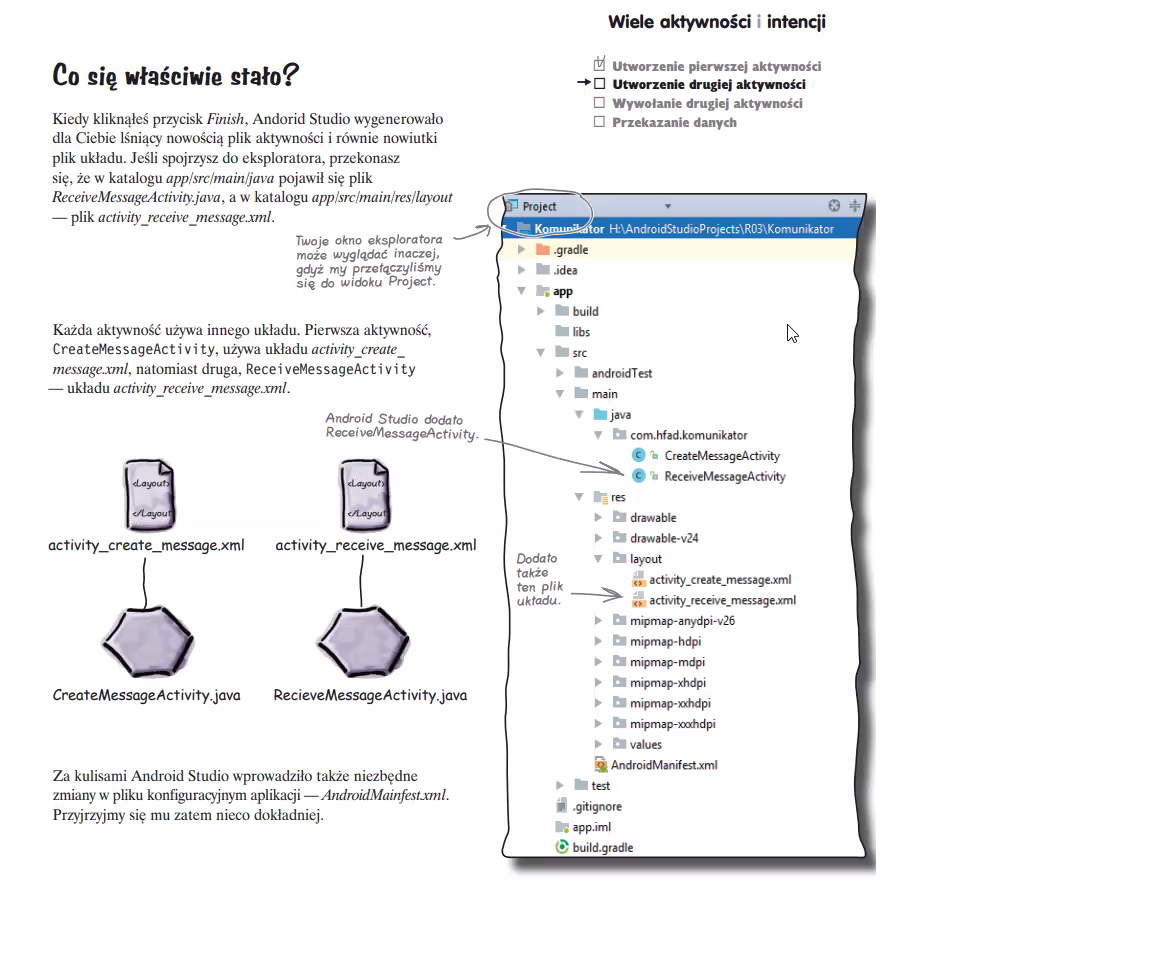 Wiele aktywności i intencji
Utworzenie pierwszej aktywności
Utworzenie drugiej aktywności
Wywołanie drugiej aktywności
Przekazanie danych
Co się właściwie stało?
Kiedy kliknąłeś przycisk Finish, Andorid Studio wygenerowało
dla Ciebie lśniący nowością plik aktywności i równie nowiutki
plik układu. Jeśli spojrzysz do eksploratora, przekonasz
się, że w katalogu app/src/main/java pojawił się plik
ReceiveMessageActivity.java, a w katalogu app/src/main/res/layout
— plik activity_receive_message.xml.
Twoje okno eksploratora
może wyglądać inaczej,
gdyż my przełączyliśmy
się do widoku Project.
Każda aktywność używa innego układu. Pierwsza aktywność,
CreateMessageActivity, używa układu activity_create_
message.xml, natomiast druga, ReceiveMessageActivity
— układu activity_receive_message.xml.
Android Studio dodało
ReceiveMessageActivity.
<Layout>
</Layout
activity_create_message.xml
CreateMessageActivity.java
<Layout>
</Layout
activity_receive_message.xml
RecieveMessageActivity.java
Dodało
także
ten plik
układu.
Za kulisami Android Studio wprowadziło także niezbędne
zmiany w pliku konfiguracyjnym aplikacji — AndroidMainfest.xml.
Przyjrzyjmy się mu zatem nieco dokładniej.
Project
Komunikator H:\AndroidStudioProjects\R03\Komunikator
.gradle
.idea
app
build
libs
src
androidTest
main
java
com.hfad.komunikator
C CreateMessageActivity
C ReceiveMessageActivity
res
drawable
drawable-v24
layout
activity_create_message.xml
activity_receive_message.xml
mipmap-anydpi-v26
mipmap-hdpi
mipmap-mdpi
mipmap-xhdpi
mipmap-xxhdpi
mipmap-xxxhdpi
values
AndroidManifest.xml
test
.gitignore
app.iml
build.gradle